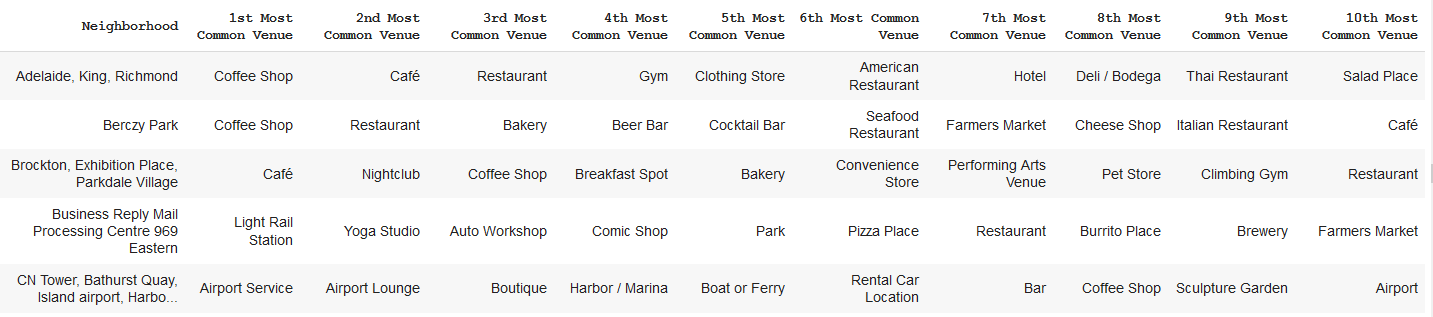 Neighborhood 1st Most Common Venue 2nd Most Common Venue 3rd Most Common Venue 4th Most Common Venue 5th Most Common Venue 6th Most Common Venue 7th Most Common Venue 8th Most Common Venue 9th Most Common Venue 10th Most Common Venue
Adelaide, King, Richmond Coffee Shop Café Restaurant Gym Clothing Store American Restaurant Hotel Deli / Bodega Thai Restaurant Salad Place
Berczy Park Coffee Shop Restaurant Bakery Beer Bar Cocktail Bar Seafood Restaurant Farmers Market Cheese Shop Italian Restaurant Café
Brockton, Exhibition Place, Parkdale Village Café Nightclub Coffee Shop Breakfast Spot Bakery Convenience Store Performing Arts Venue Pet Store Climbing Gym Restaurant
Business Reply Mail Processing Centre 969 Eastern Light Rail Station Yoga Studio Auto Workshop Comic Shop Park Pizza Place Restaurant Burrito Place Brewery Farmers Market
CN Tower, Bathurst Quay, Island airport, Harbo... Airport Service Airport Lounge Boutique Harbor / Marina Boat or Ferry Rental Car Location Bar Coffee Shop Sculpture Garden Airport